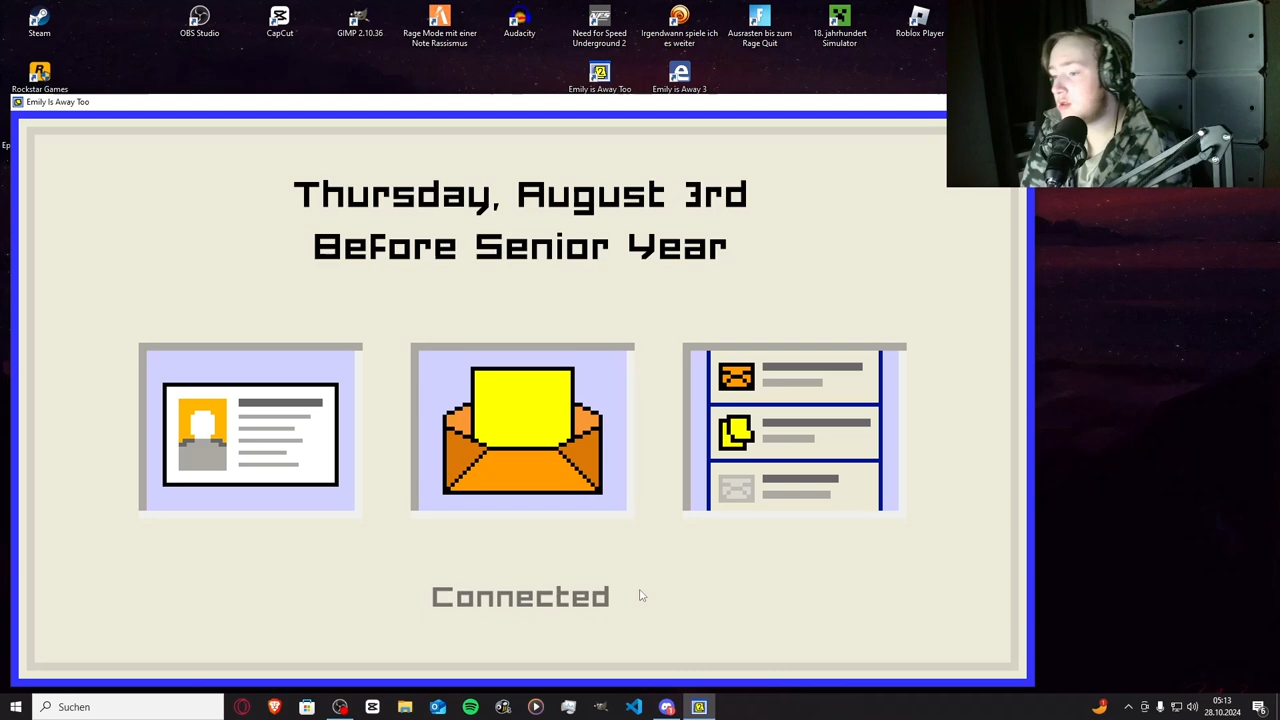 Steam
OBS Studio
CapCut
GIMP 2.10.36
Rage Mode mit einer
Note Rassismus
Audacity
Need for Speed
Underground 2
Irgendwann spiele ich
es weiter
Ausrasten bis zum
Rage Quit
18. jahrhundert
Simulator
Roblox Player
Rockstar Games
Emily is Away Too
Emily is Away 3
Emily Is Away Too
Ep
Thursday, August 3rd
Before Senior Year
Connected
Suchen
05:13
28.10.2024